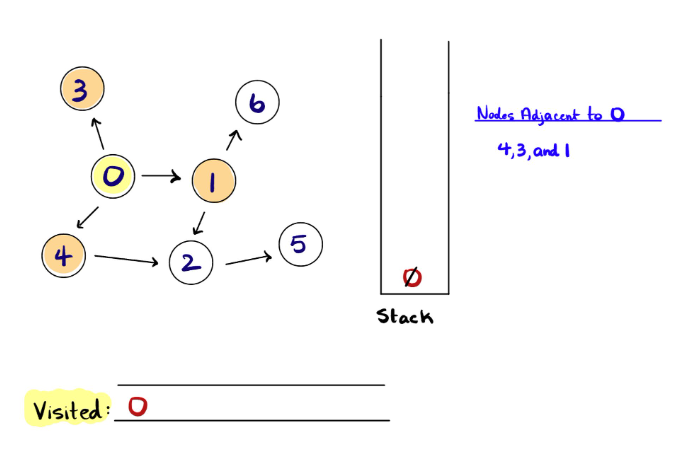 3
6
Nodes Adjacent to 0
4,3, and 1
0
1
4
2
5
0
Stack
Visited: 0